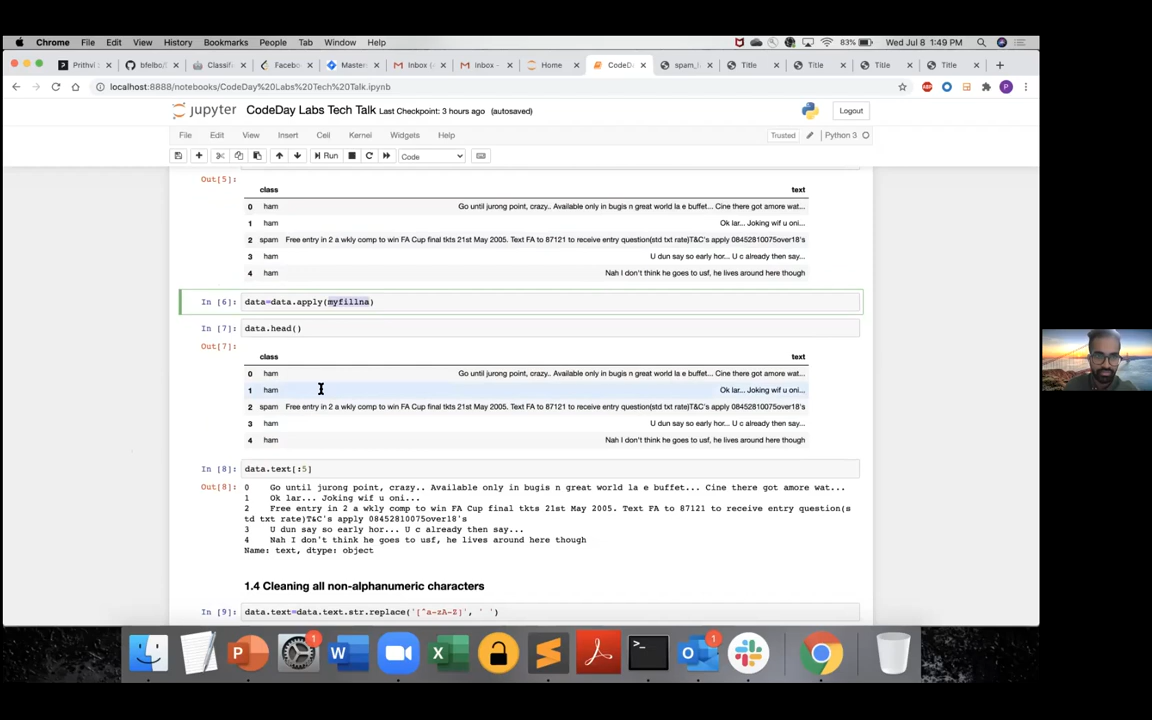 Chrome File Edit View History Bookmarks People Tab Window Help 83% Wed Jul 8 1:49 PM
Prithvi bfelbo/ Classif Facebo Master Inbox ( Inbox - Home CodeD spam_ Title Title Title Title
localhost:8888/notebooks/CodeDay%20Labs%20Tech%20Talk.ipynb
ABP P
jupyter CodeDay Labs Tech Talk Last Checkpoint: 3 hours ago (autosaved) Logout
File Edit View Insert Cell Kernel Widgets Help Trusted Python 3
Run Code
Out[5]:
class text
0 ham Go until jurong point, crazy.. Available only in bugis n great world la e buffet... Cine there got amore wat...
1 ham Ok lar... Joking wif u oni...
2 spam Free entry in 2 a wkly comp to win FA Cup final tkts 21st May 2005. Text FA to 87121 to receive entry question(std txt rate)T&C's apply 08452810075over18's
3 ham U dun say so early hor... U c already then say...
4 ham Nah I don't think he goes to usf, he lives around here though
In [6]: data=data.apply(myfillna)
In [7]: data.head()
Out[7]:
class text
0 ham Go until jurong point, crazy.. Available only in bugis n great world la e buffet... Cine there got amore wat...
1 ham Ok lar... Joking wif u oni...
2 spam Free entry in 2 a wkly comp to win FA Cup final tkts 21st May 2005. Text FA to 87121 to receive entry question(std txt rate)T&C's apply 08452810075over18's
3 ham U dun say so early hor... U c already then say...
4 ham Nah I don't think he goes to usf, he lives around here though
In [8]: data.text[:5]
Out[8]: 0 Go until jurong point, crazy.. Available only in bugis n great world la e buffet... Cine there got amore wat...
1 Ok lar... Joking wif u oni...
2 Free entry in 2 a wkly comp to win FA Cup final tkts 21st May 2005. Text FA to 87121 to receive entry question(s
td txt rate)T&C's apply 08452810075over18's
3 U dun say so early hor... U c already then say...
4 Nah I don't think he goes to usf, he lives around here though
Name: text, dtype: object
1.4 Cleaning all non-alphanumeric characters
In [9]: data.text=data.text.str.replace('[^a-zA-Z]', ' ')
1 1